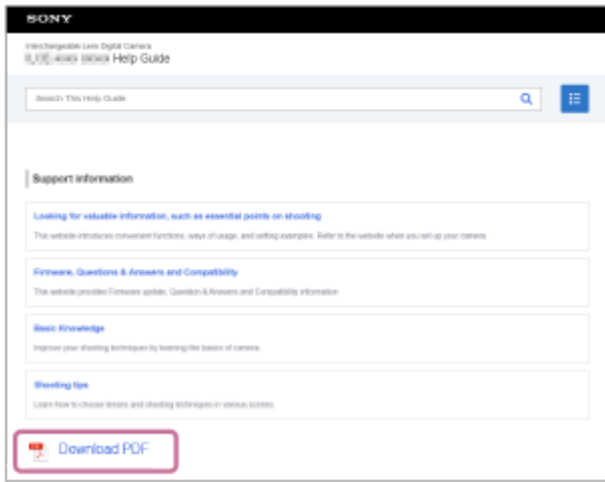 SONY
Interchangeable Lens Digital Camera
Help Guide
Search This Help Guide
Support information
Looking for valuable information, such as essential points on shooting
This website introduces convenient functions, ways of usage, and setting examples. Refer to the website when you set up your camera.
Firmware, Questions & Answers and Compatibility
This website provides Firmware update, Question & Answers and Compatibility information
Basic Knowledge
Improve your shooting techniques by learning the basics of camera.
Shooting tips
Learn how to choose lenses and shooting techniques in various scenes.
Download PDF